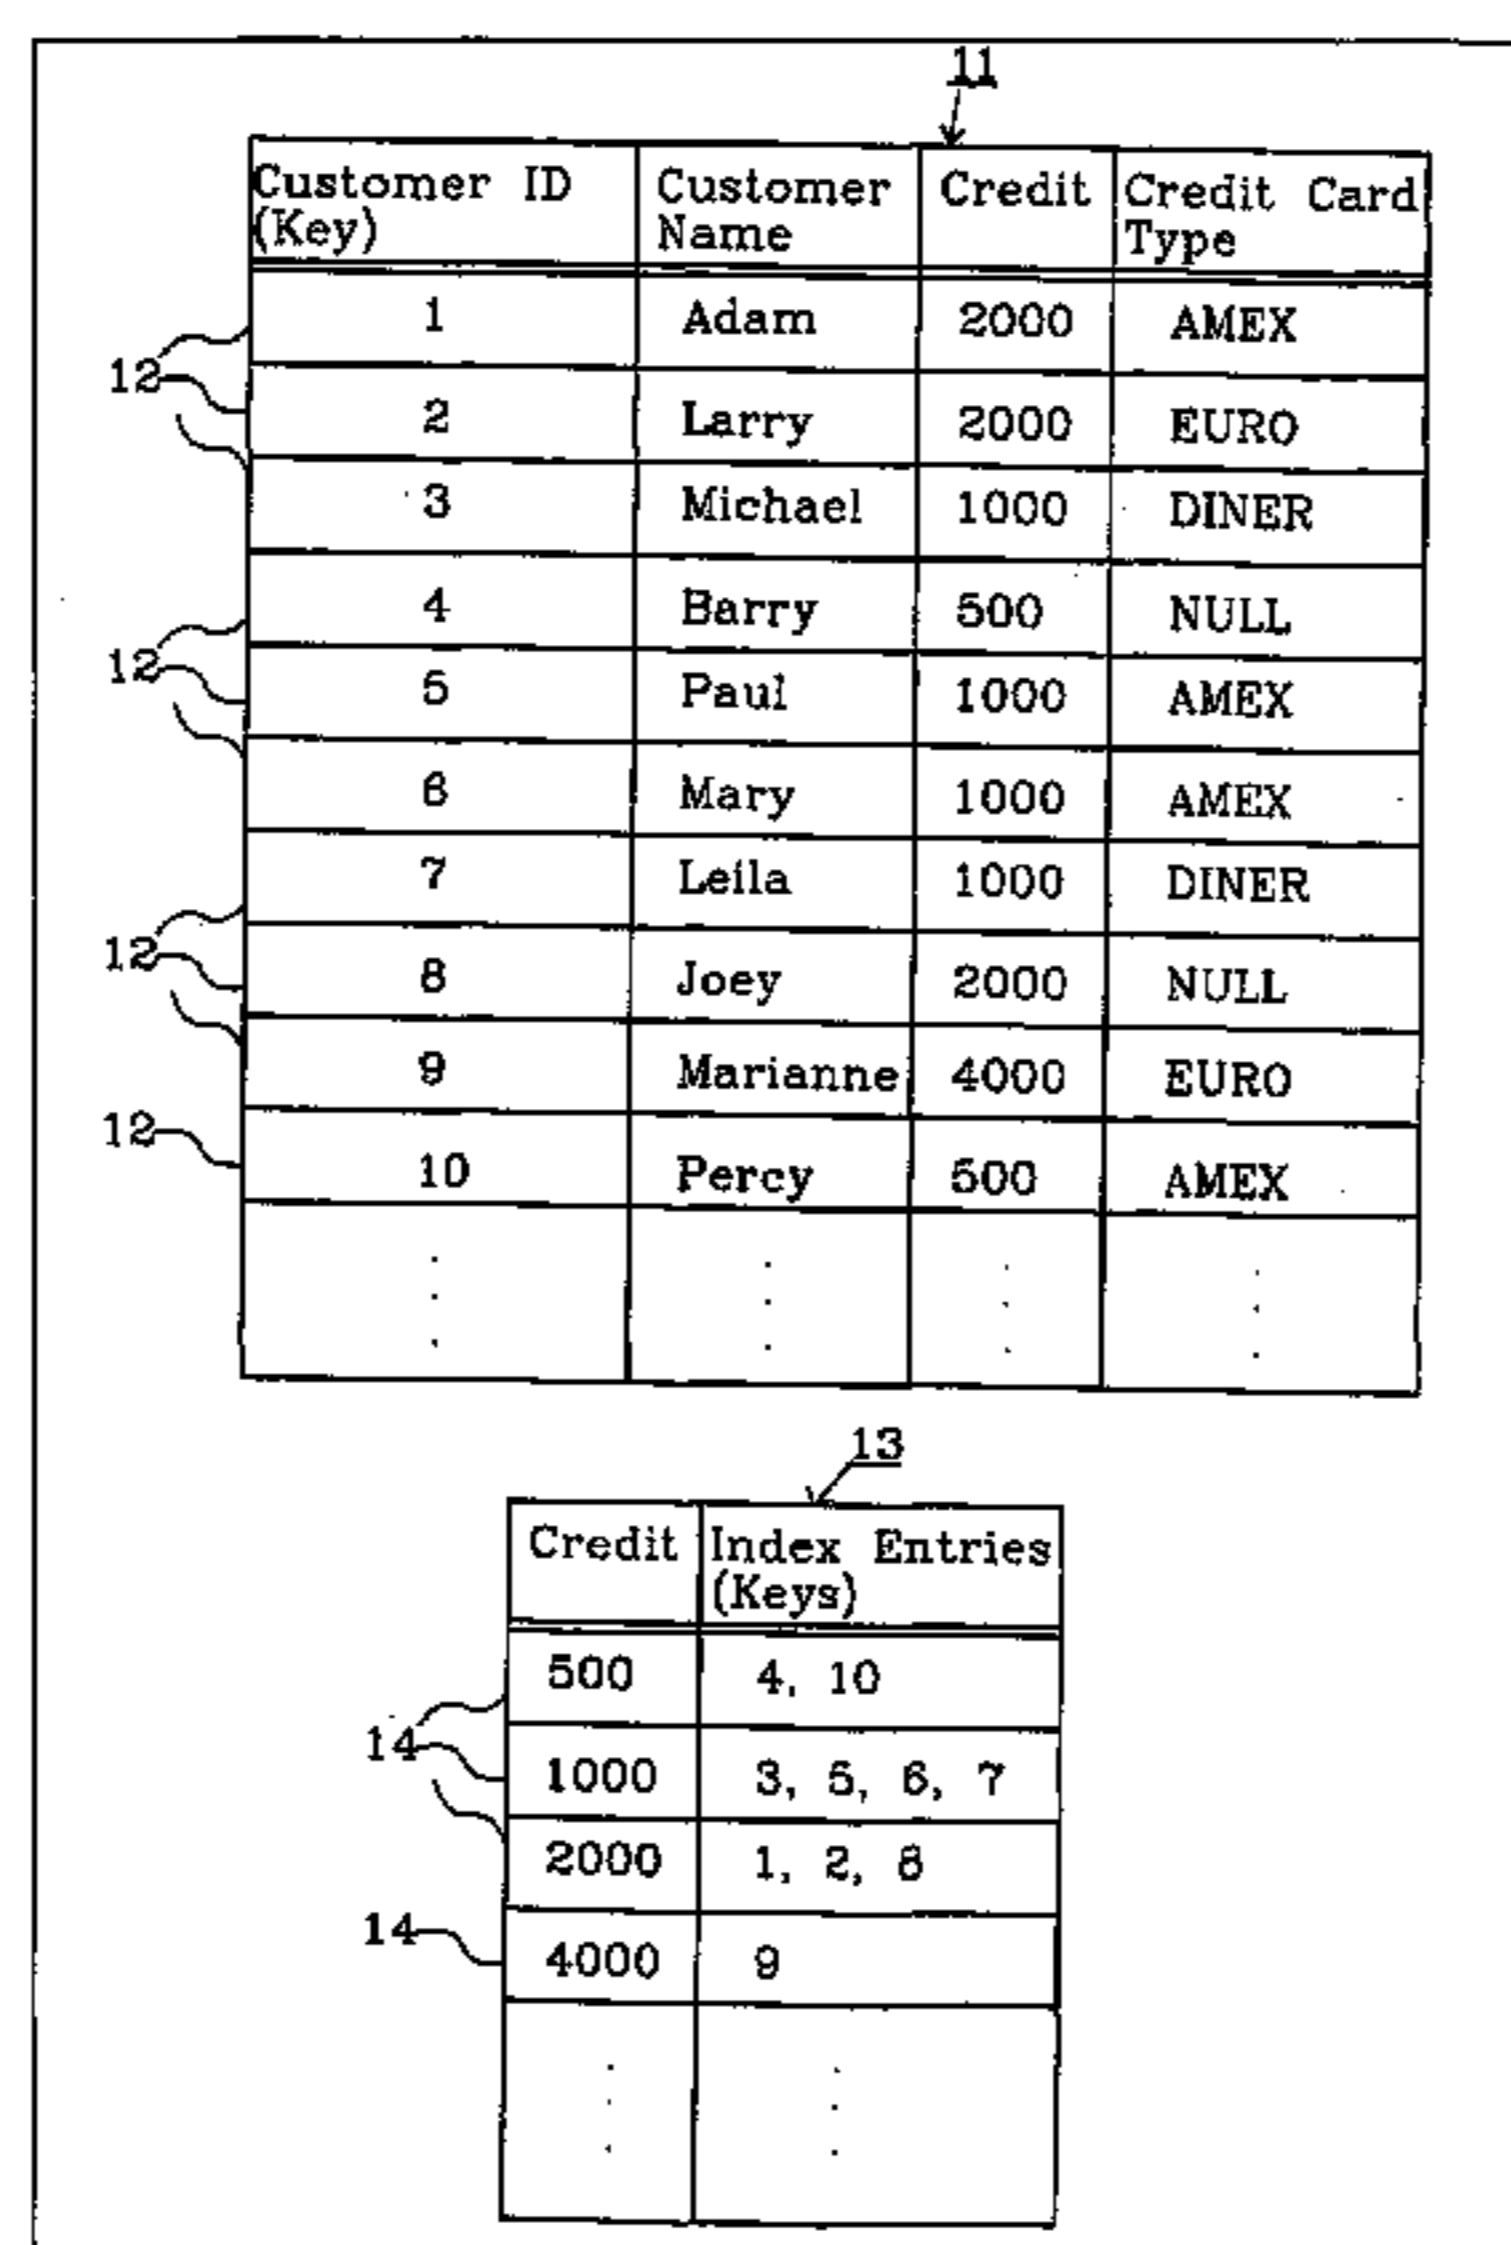 11
Customer ID (Key) Customer Name Credit Credit Card Type
1 Adam 2000 AMEX
12
2 Larry 2000 EURO
3 Michael 1000 DINER
4 Barry 500 NULL
12
5 Paul 1000 AMEX
6 Mary 1000 AMEX
7 Leila 1000 DINER
12
8 Joey 2000 NULL
9 Marianne 4000 EURO
12
10 Percy 500 AMEX
13
Credit Index Entries (Keys)
500 4, 10
14
1000 3, 5, 6, 7
2000 1, 2, 8
14
4000 9